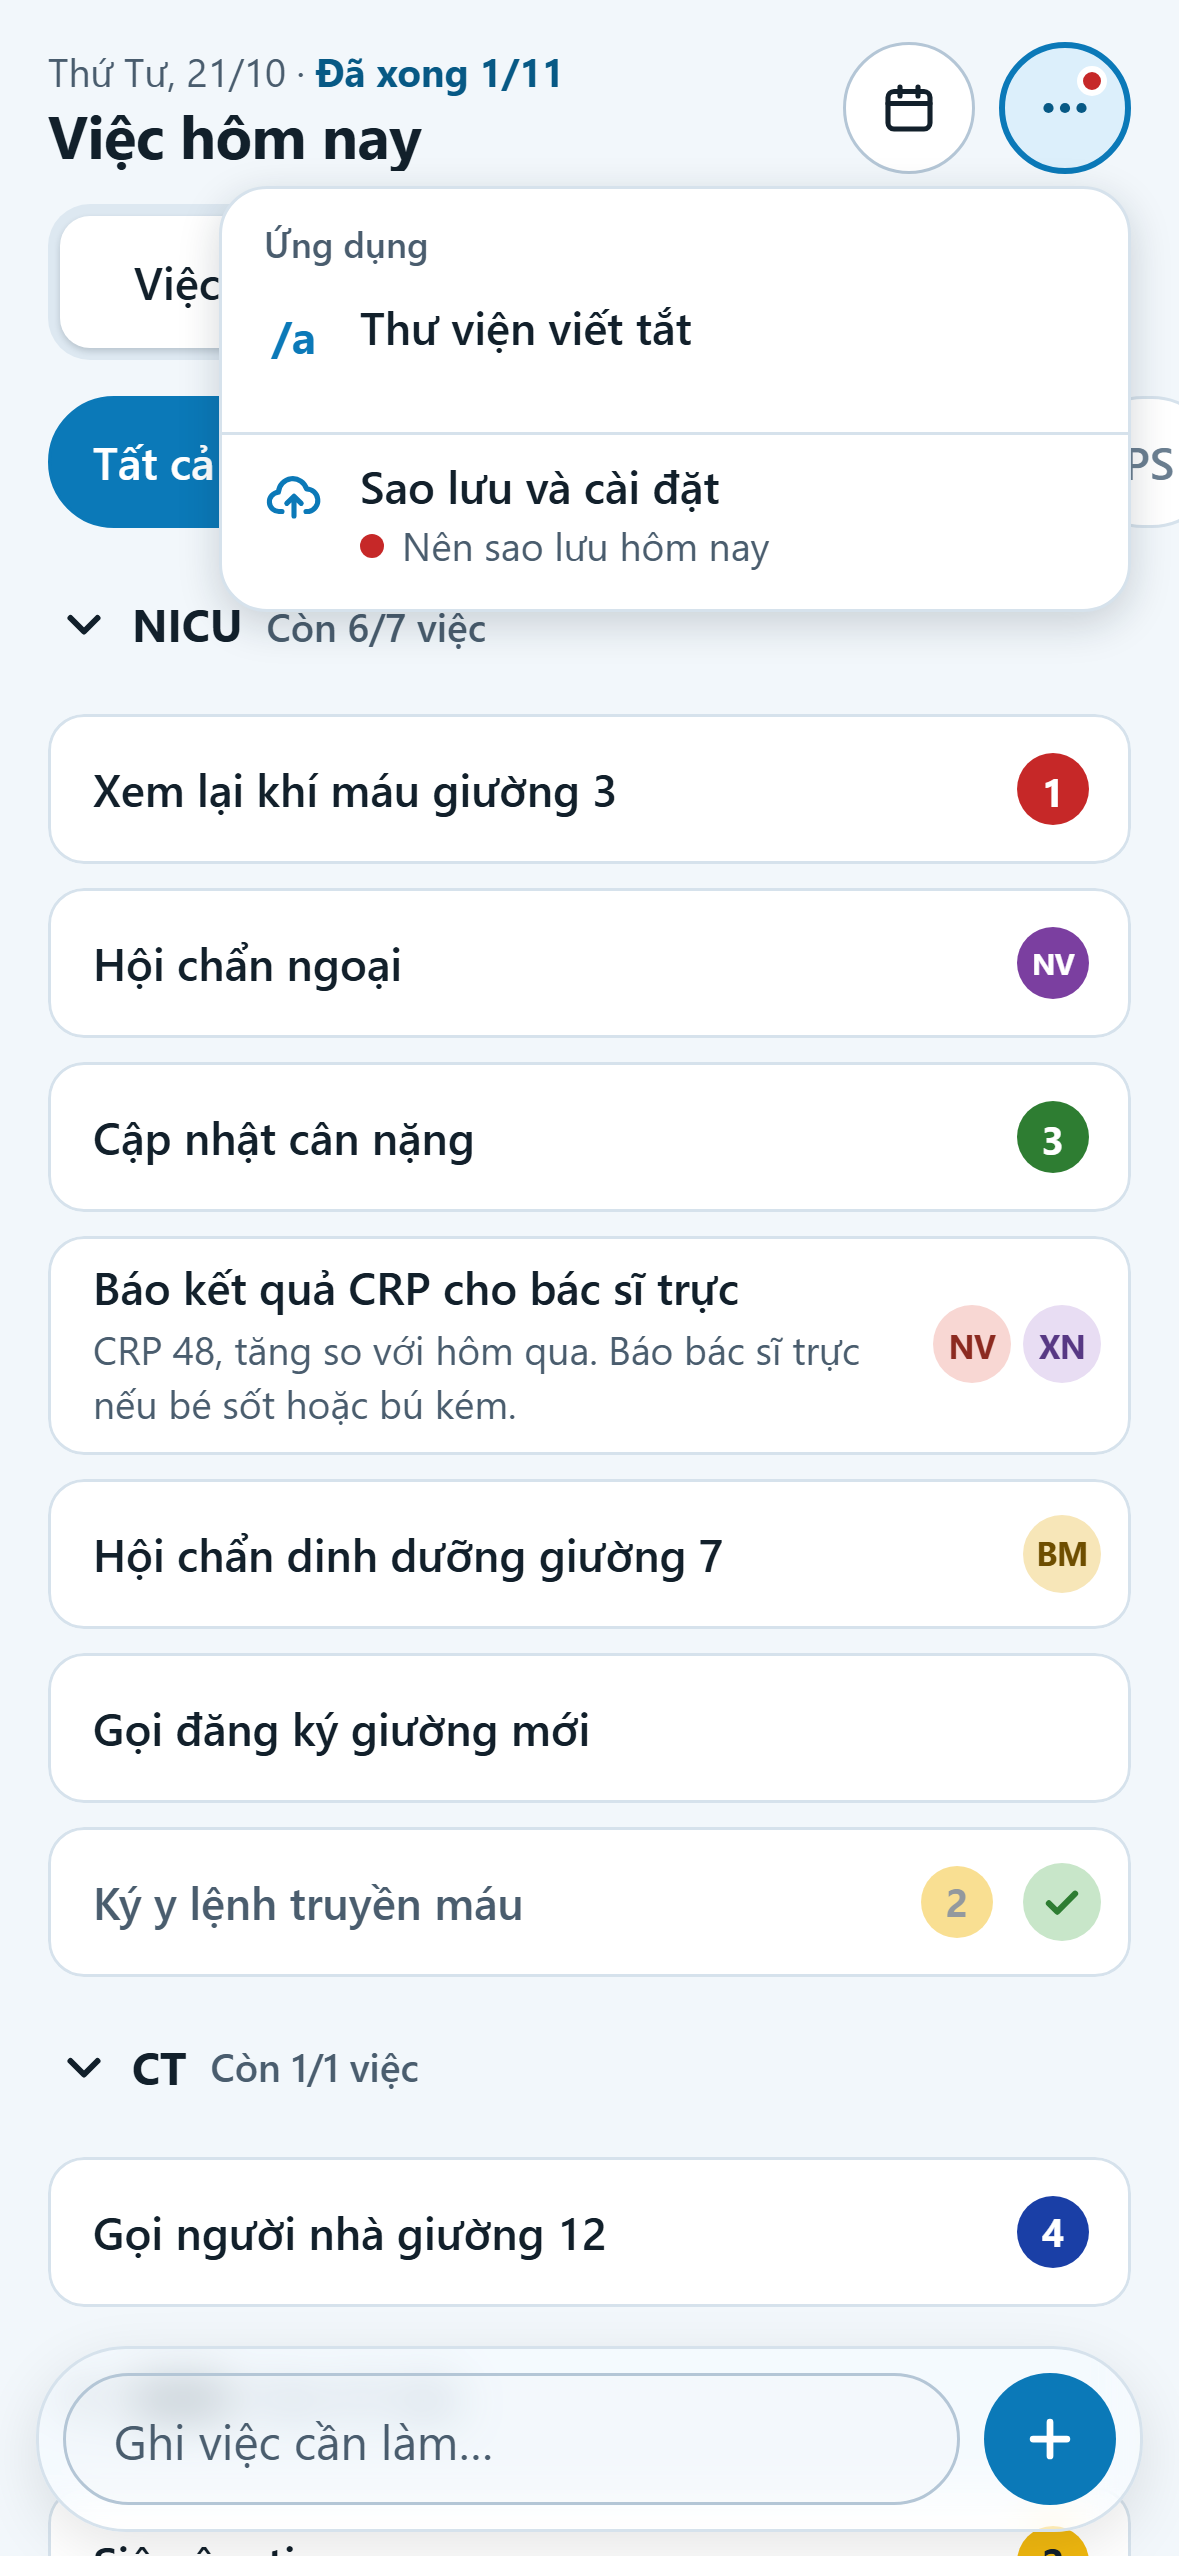 Thứ Tư, 21/10 · Đã xong 1/11
Việc hôm nay
Việc
Ứng dụng
/a Thư viện viết tắt
Tất cả
PS
Sao lưu và cài đặt
Nên sao lưu hôm nay
NICU Còn 6/7 việc
Xem lại khí máu giường 3 1
Hội chẩn ngoại NV
Cập nhật cân nặng 3
Báo kết quả CRP cho bác sĩ trực
CRP 48, tăng so với hôm qua. Báo bác sĩ trực
nếu bé sốt hoặc bú kém.
NV XN
Hội chẩn dinh dưỡng giường 7 BM
Gọi đăng ký giường mới
Ký y lệnh truyền máu 2
CT Còn 1/1 việc
Gọi người nhà giường 12 4
Ghi việc cần làm...